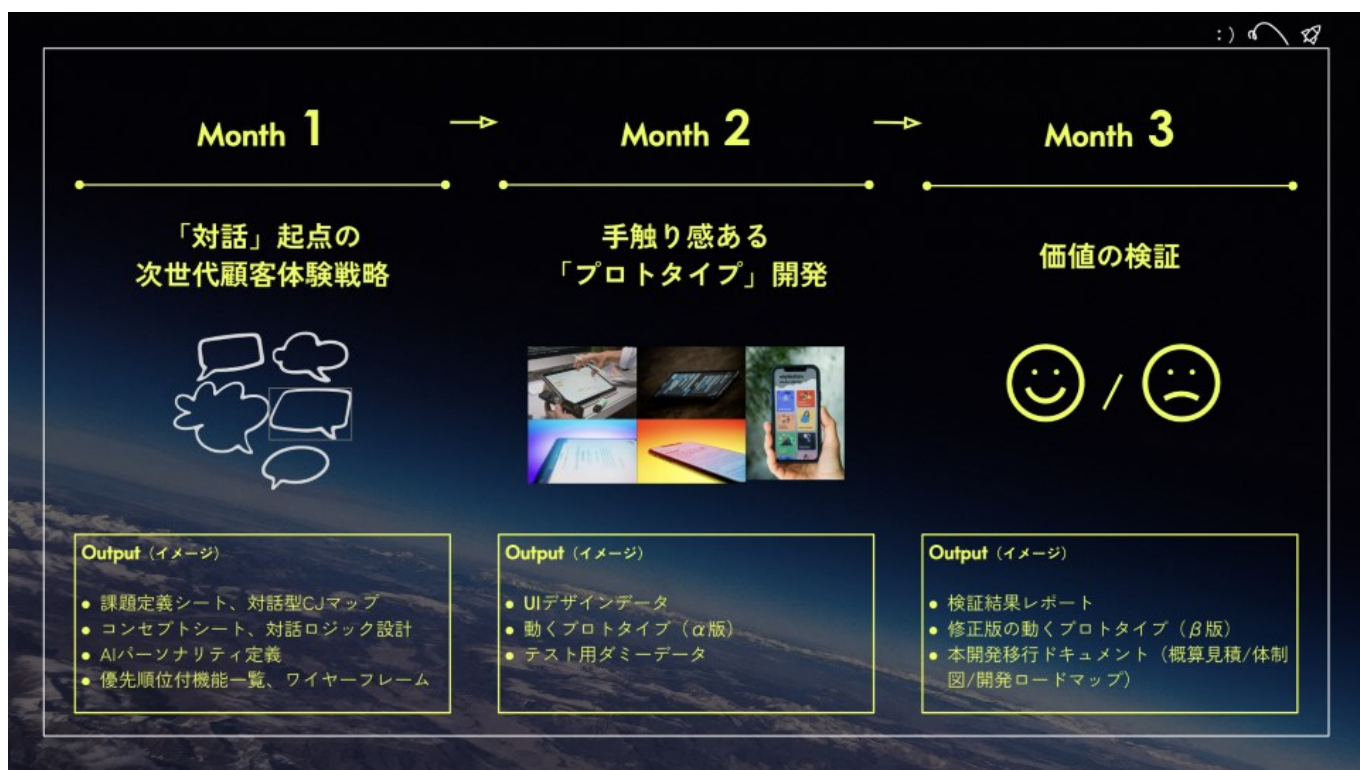 : )
Month 1
「対話」起点の
次世代顧客体験戦略
Output（イメージ）
● 課題定義シート、対話型CJマップ
● コンセプトシート、対話ロジック設計
● AIパーソナリティ定義
● 優先順位付機能一覧、ワイヤーフレーム
Month 2
手触り感ある
「プロトタイプ」開発
Output（イメージ）
● UIデザインデータ
● 動くプロトタイプ（α版）
● テスト用ダミーデータ
Month 3
価値の検証
/
Output（イメージ）
● 検証結果レポート
● 修正版の動くプロトタイプ（β版）
● 本開発移行ドキュメント（概算見積/体制
図/開発ロードマップ）